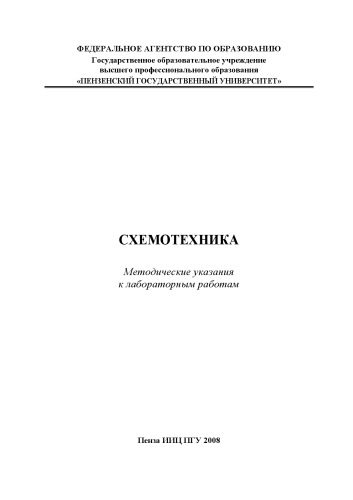 ФЕДЕРАЛЬНОЕ АГЕНТСТВО ПО ОБРАЗОВАНИЮ
Государственное образовательное учреждение
высшего профессионального образования
«ПЕНЗЕНСКИЙ ГОСУДАРСТВЕННЫЙ УНИВЕРСИТЕТ»
СХЕМОТЕХНИКА
Методические указания
к лабораторным работам
Пенза ИИЦ ПГУ 2008